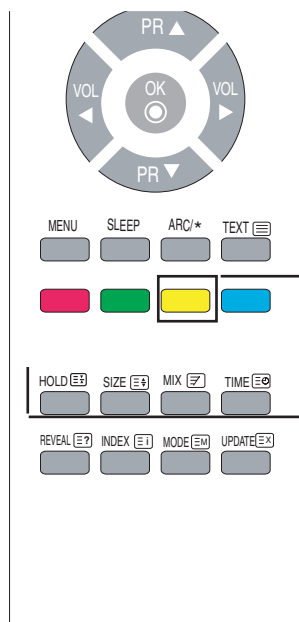 PR
VOL OK VOL
PR
MENU SLEEP ARC/* TEXT
HOLD SIZE MIX TIME
REVEAL ? INDEX i MODE M UPDATE X